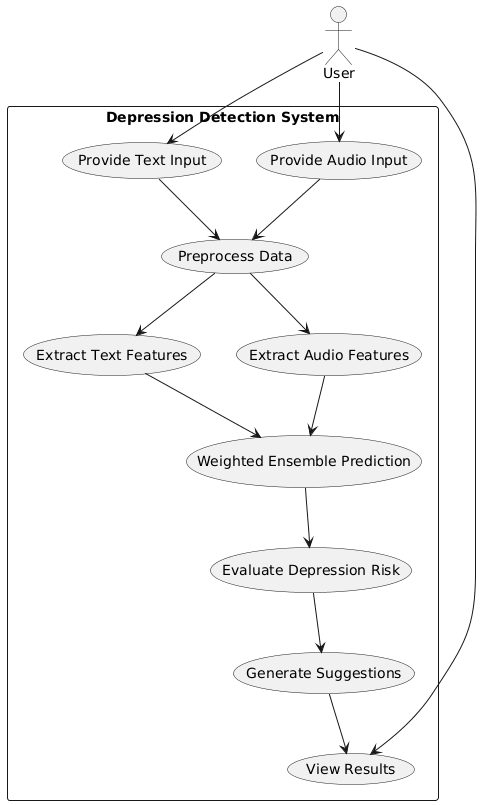 User
Depression Detection System
Provide Text Input
Provide Audio Input
Preprocess Data
Extract Text Features
Extract Audio Features
Weighted Ensemble Prediction
Evaluate Depression Risk
Generate Suggestions
View Results